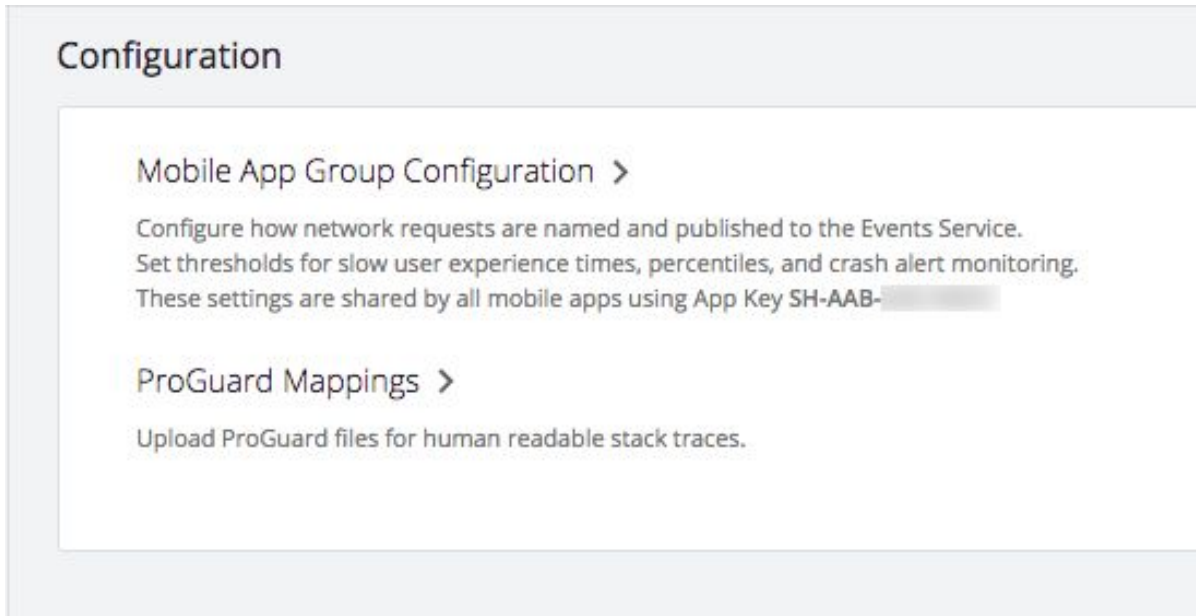 Configuration
Mobile App Group Configuration >
Configure how network requests are named and published to the Events Service.
Set thresholds for slow user experience times, percentiles, and crash alert monitoring.
These settings are shared by all mobile apps using App Key SH-AAB-
ProGuard Mappings >
Upload ProGuard files for human readable stack traces.